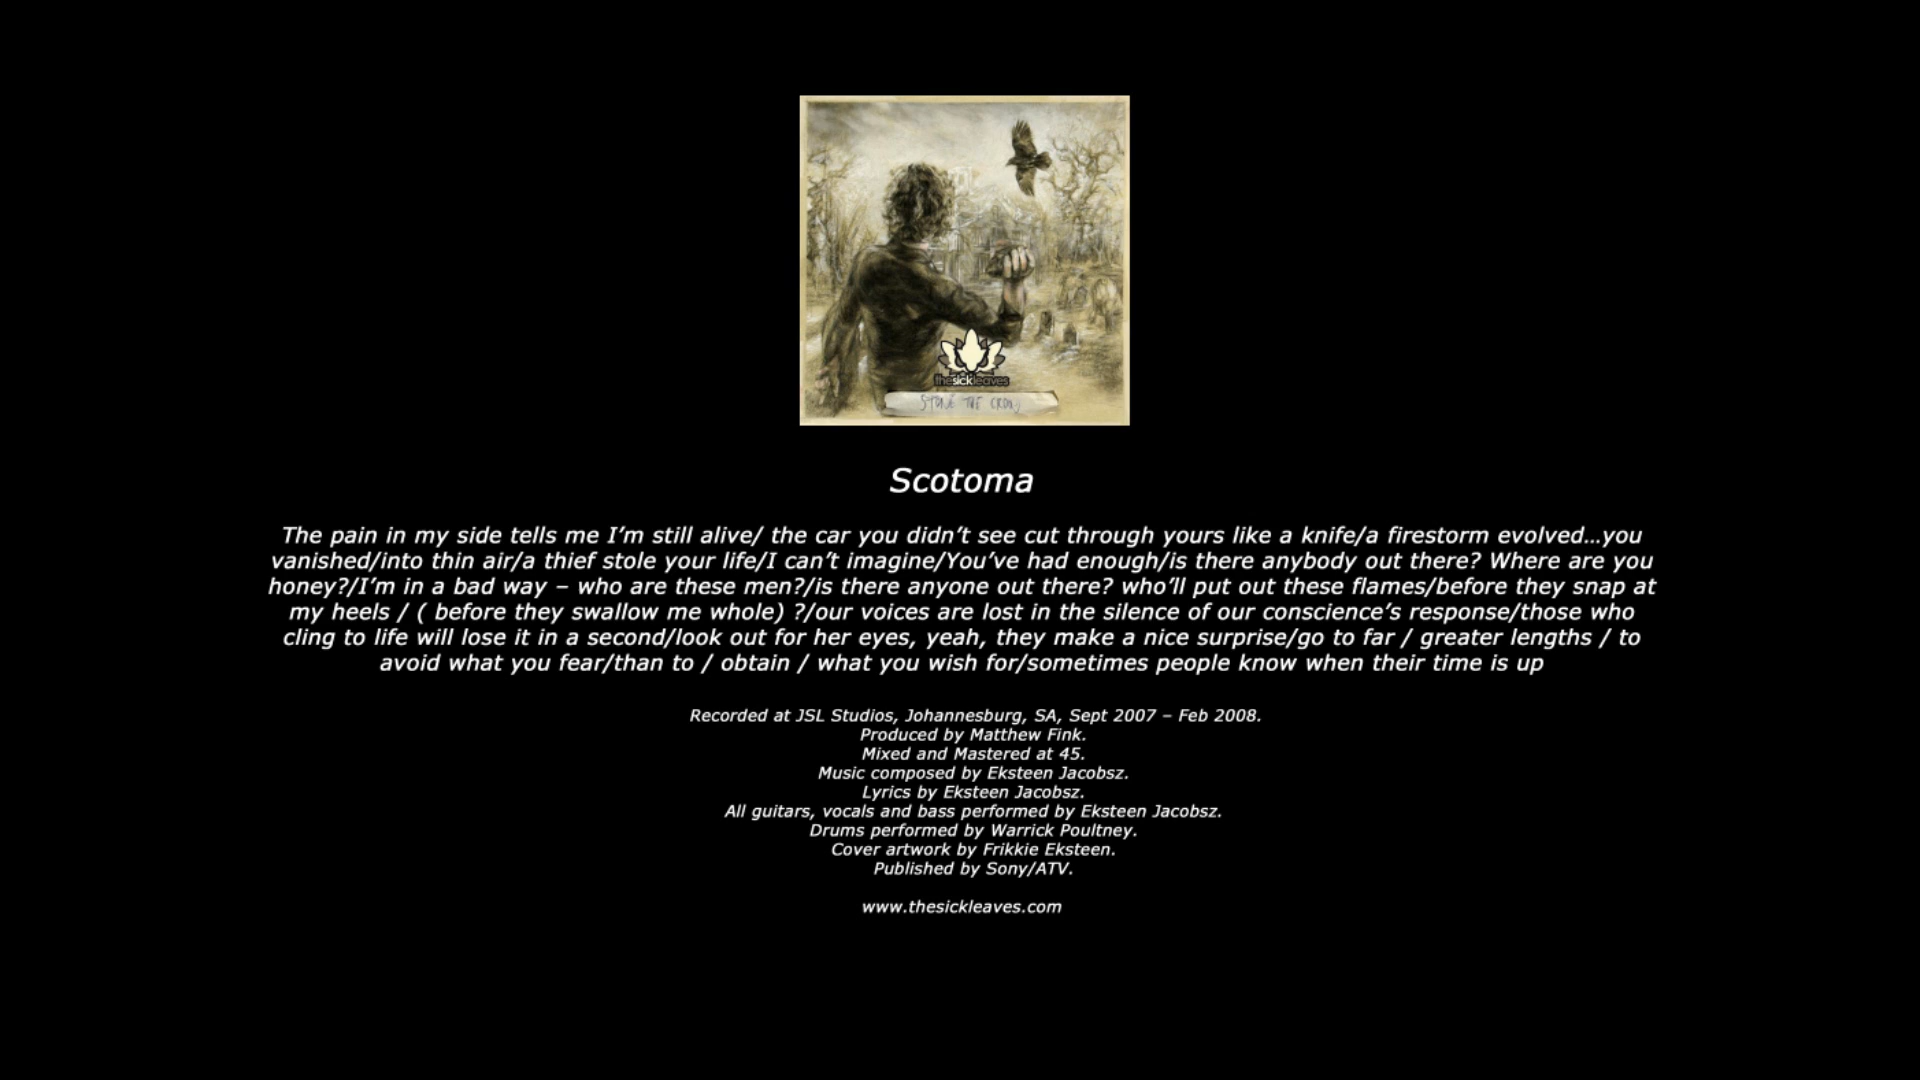 thesickleaves
STONE THE CROW
Scotoma
The pain in my side tells me I’m still alive/ the car you didn’t see cut through yours like a knife/a firestorm evolved...you
vanished/into thin air/a thief stole your life/I can’t imagine/You’ve had enough/is there anybody out there? Where are you
honey?/I’m in a bad way – who are these men?/is there anyone out there? who’ll put out these flames/before they snap at
my heels / ( before they swallow me whole) ?/our voices are lost in the silence of our conscience’s response/those who
cling to life will lose it in a second/look out for her eyes, yeah, they make a nice surprise/go to far / greater lengths / to
avoid what you fear/than to / obtain / what you wish for/sometimes people know when their time is up
Recorded at JSL Studios, Johannesburg, SA, Sept 2007 – Feb 2008.
Produced by Matthew Fink.
Mixed and Mastered at 45.
Music composed by Eksteen Jacobsz.
Lyrics by Eksteen Jacobsz.
All guitars, vocals and bass performed by Eksteen Jacobsz.
Drums performed by Warrick Poultney.
Cover artwork by Frikkie Eksteen.
Published by Sony/ATV.
www.thesickleaves.com